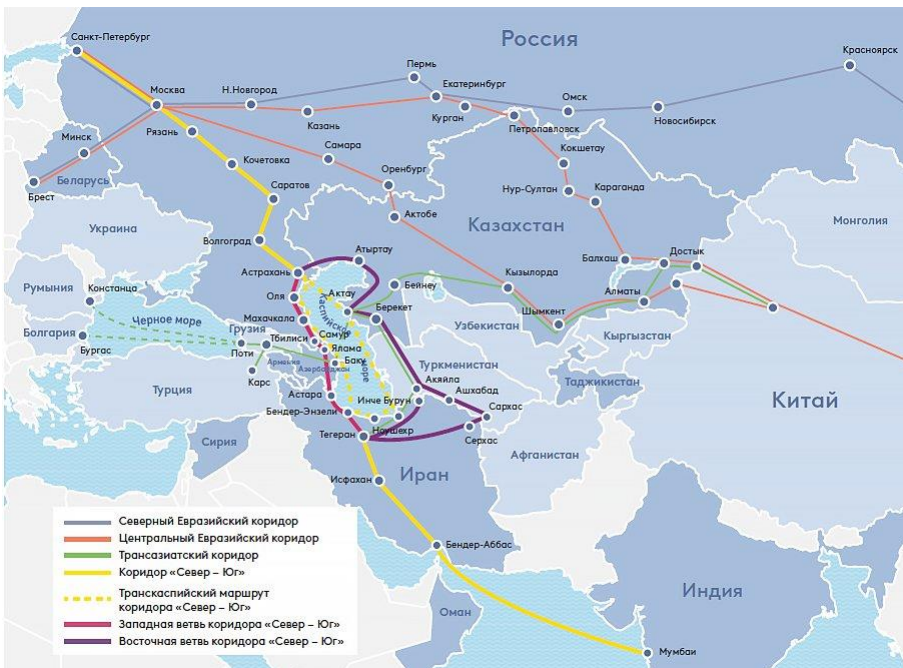 Санкт-Петербург
Россия
Красноярск
Пермь
Екатеринбург
Москва
Н.Новгород
Омск
Курган
Новосибирск
Казань
Петропавловск
Рязань
Минск
Самара
Кокшетау
Кочетовка
Оренбург
Беларусь
Нур-Султан
Караганда
Брест
Саратов
Актобе
Казахстан
Монголия
Украина
Волгоград
Атыртау
Балхаш
Достык
Астрахань
Кызылорда
Румыния
Констанца
Оля
Актау
Бейнеу
Алматы
Каспийское
море
Берекет
Шымкент
Черное море
Махачкала
Узбекистан
Болгария
Грузия
Самур
Кыргызстан
Тбилиси
Ялама
Бургас
Поти
Баку
Туркменистан
Армения
Азербайджан
Карс
Акяйла
Таджикистан
Турция
Астара
Инче Бурун
Ашхабад
Китай
Бендер-Энзели
Сархас
Ноушехр
Тегеран
Серхас
Сирия
Афганистан
Иран
Исфахан
Северный Евразийский коридор
Центральный Евразийский коридор
Трансазиатский коридор
Коридор «Север – Юг»
Транскаспийский маршрут
коридора «Север – Юг»
Западная ветвь коридора «Север – Юг»
Восточная ветвь коридора «Север – Юг»
Бендер-Аббас
Индия
Оман
Мумбаи